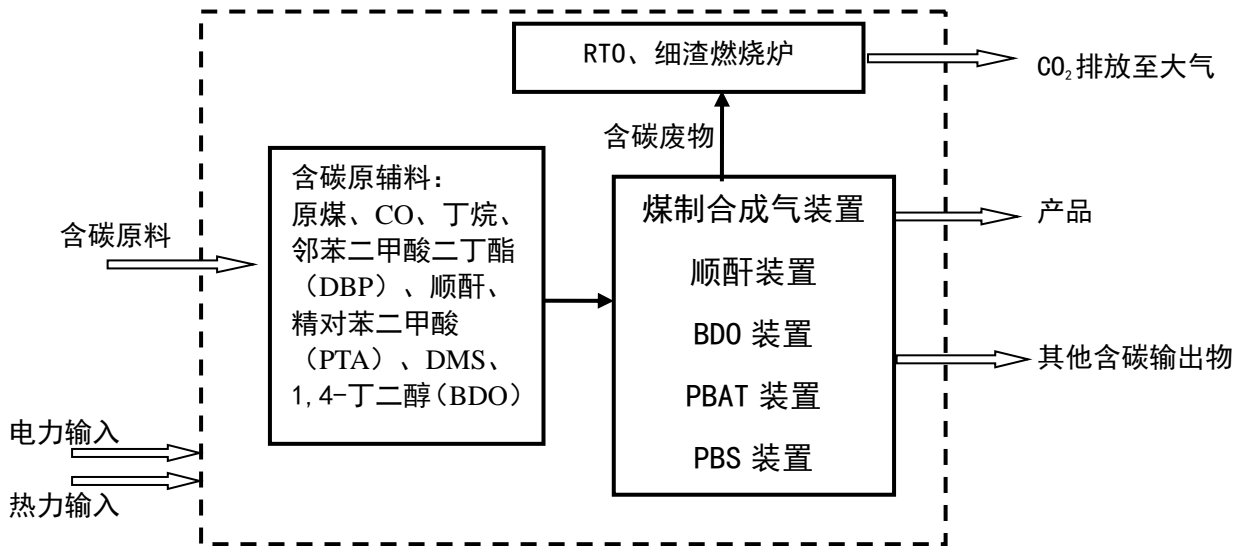 RTO、细渣燃烧炉
CO₂排放至大气
含碳废物
含碳原辅料：
原煤、CO、丁烷、
邻苯二甲酸二丁酯
（DBP）、顺酐、
精对苯二甲酸
（PTA）、DMS、
1,4-丁二醇（BDO）
含碳原料
煤制合成气装置
顺酐装置
BDO 装置
PBAT 装置
PBS 装置
产品
其他含碳输出物
电力输入
热力输入